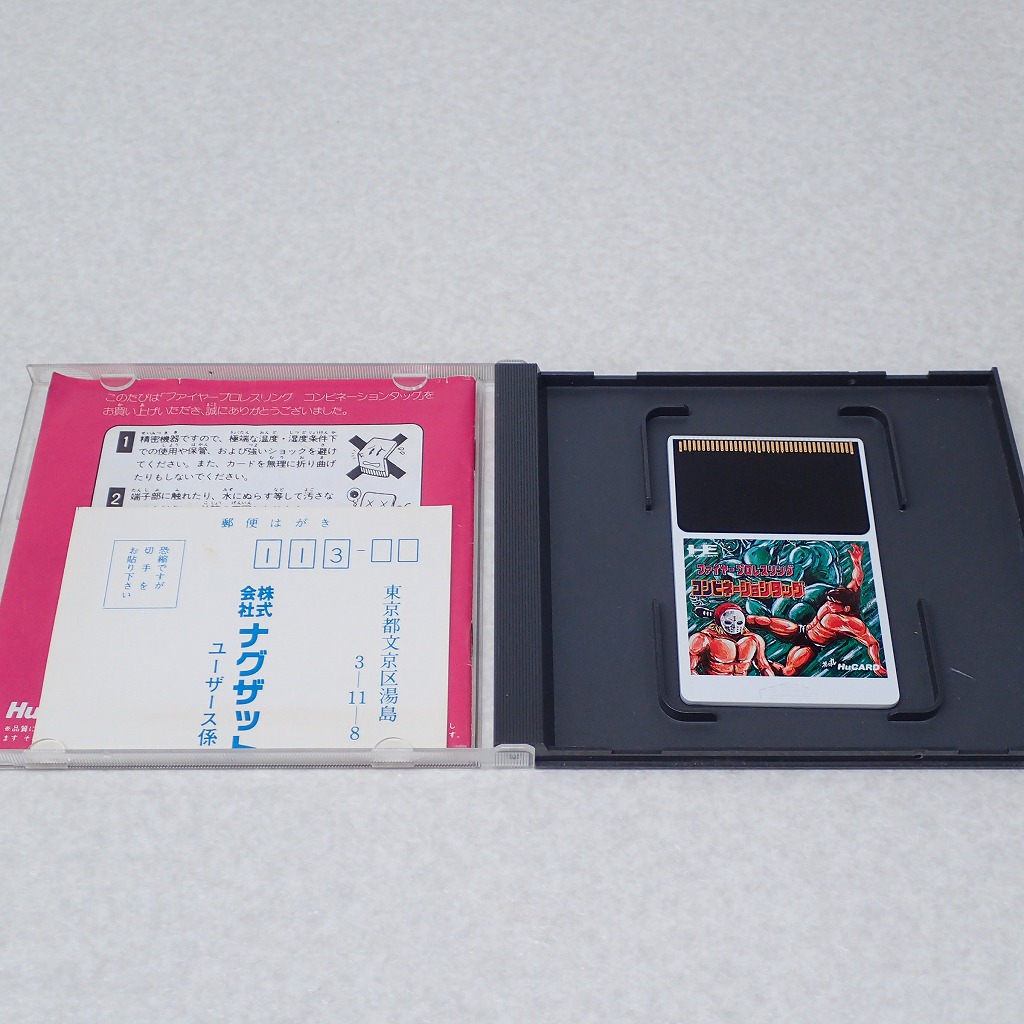 このたびは「ファイヤープロレスリング コンビネーションタッグ」を
お買い上げいただき、誠にありがとうございました。
1 精密機器ですので、極端な温度・湿度条件下
での使用や保管、および強いショックを避け
てください。また、カードを無理に折り曲げ
たりもしないでください。
2 端子部に触れたり、水にぬらす等して汚さな
郵便はがき
恐縮ですが
切手を
お貼り下さい
113-
東京都文京区湯島
3-11-8
株式会社ナグザット
ユーザース係
Hu
※品質に
ます
し
す。
HE
ファイヤープロレスリング
コンビネーションタッグ
HuCARD